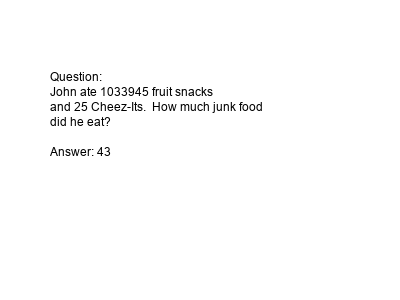 Question:
John ate 1033945 fruit snacks
and 25 Cheez-Its.  How much junk food
did he eat?
Answer: 43